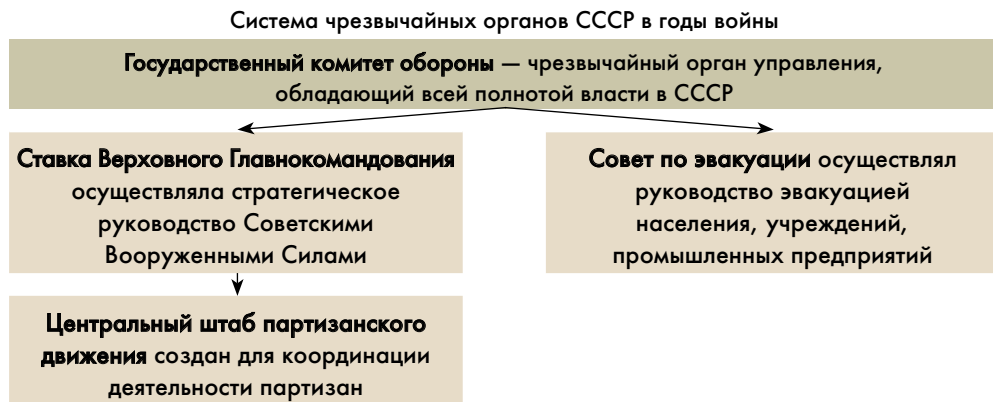 Система чрезвычайных органов СССР в годы войны
Государственный комитет обороны — чрезвычайный орган управления,
обладающий всей полнотой власти в СССР
Ставка Верховного Главнокомандования
осуществляла стратегическое
руководство Советскими
Вооруженными Силами
Совет по эвакуации осуществлял
руководство эвакуацией
населения, учреждений,
промышленных предприятий
Центральный штаб партизанского
движения создан для координации
деятельности партизан